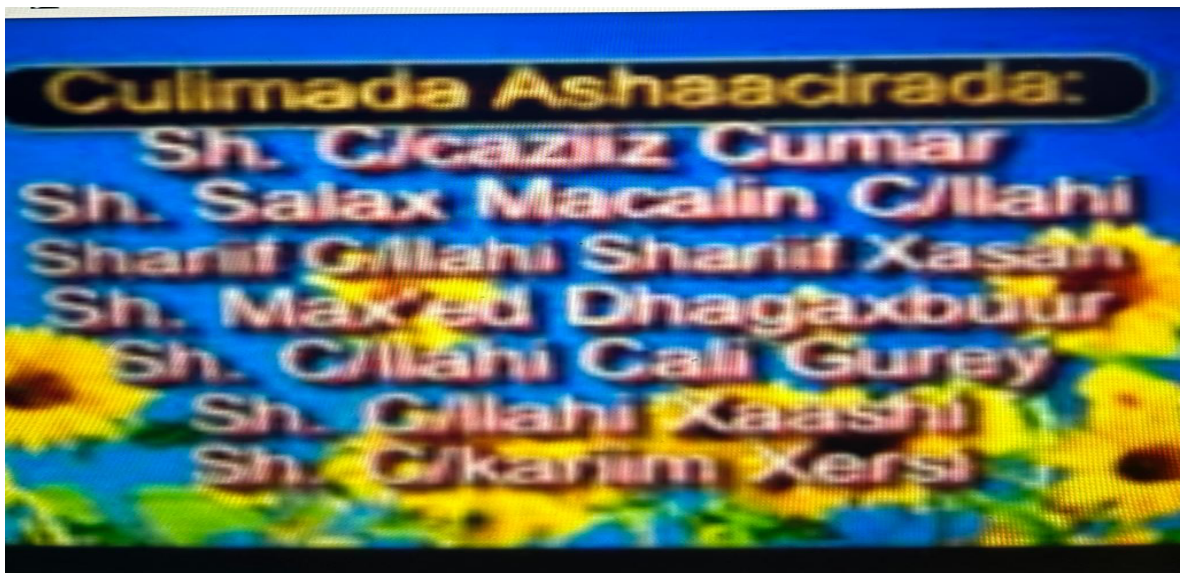 Culimada Ashaacirada:
Sh. C/caziiz Cumar
Sh. Salax Macalin C/llahi
Shariif C/llahi Shariif Xasan
Sh. Max'ed Dhagaxbuur
Sh. C/llahi Cali Gurey
Sh. C/llahi Xaashi
Sh. C/kariim Xersi